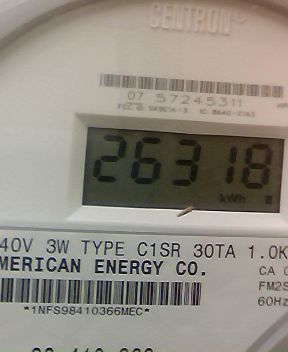 CENTRON®
07 57245311
26318
kWh
40V 3W TYPE C1SR 30TA 1.0K
MERICAN ENERGY CO.
CA 0
FM2S
60Hz
*1NFS98410366MEC*